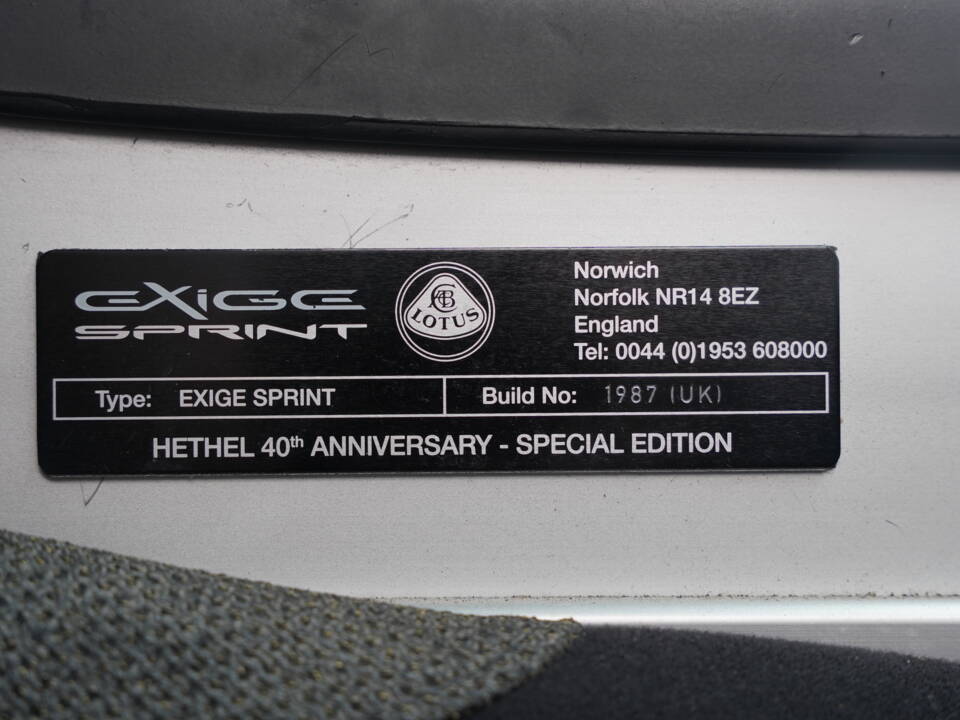 EXIGE
SPRINT
ACBC
LOTUS
Norwich
Norfolk NR14 8EZ
England
Tel: 0044 (0)1953 608000
Type: EXIGE SPRINT
Build No: 1987 (UK)
HETHEL 40th ANNIVERSARY - SPECIAL EDITION